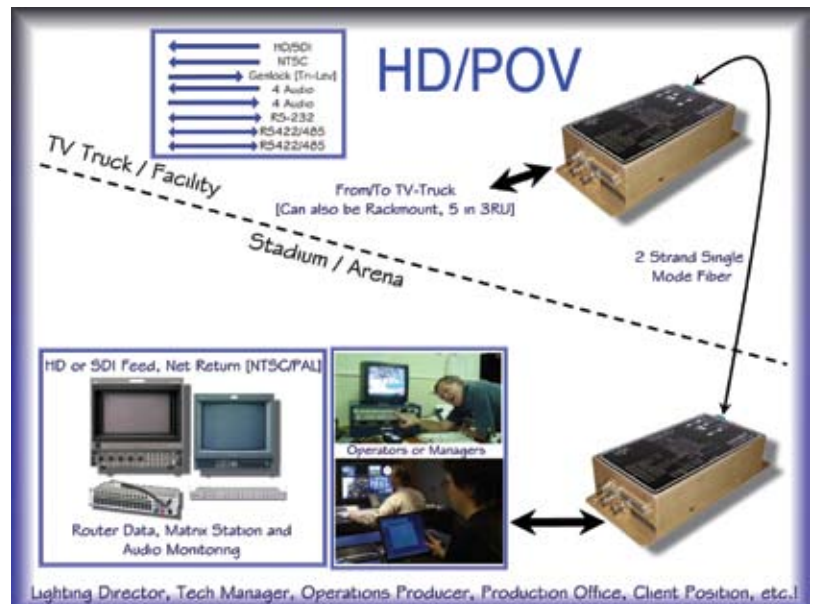 HD/SDI
NTSC
Genlock [Tri-Lev]
4 Audio
4 Audio
RS-232
RS422/485
RS422/485
HD/POV
TV Truck / Facility
Stadium / Arena
From/To TV-Truck
[Can also be Rackmount, 5 in 3RU]
2 Strand Single
Mode Fiber
HD or SDI Feed, Net Return [NTSC/PAL]
Router Data, Matrix Station and
Audio Monitoring
Operators or Managers
Lighting Director, Tech Manager, Operations Producer, Production Office, Client Position, etc.!